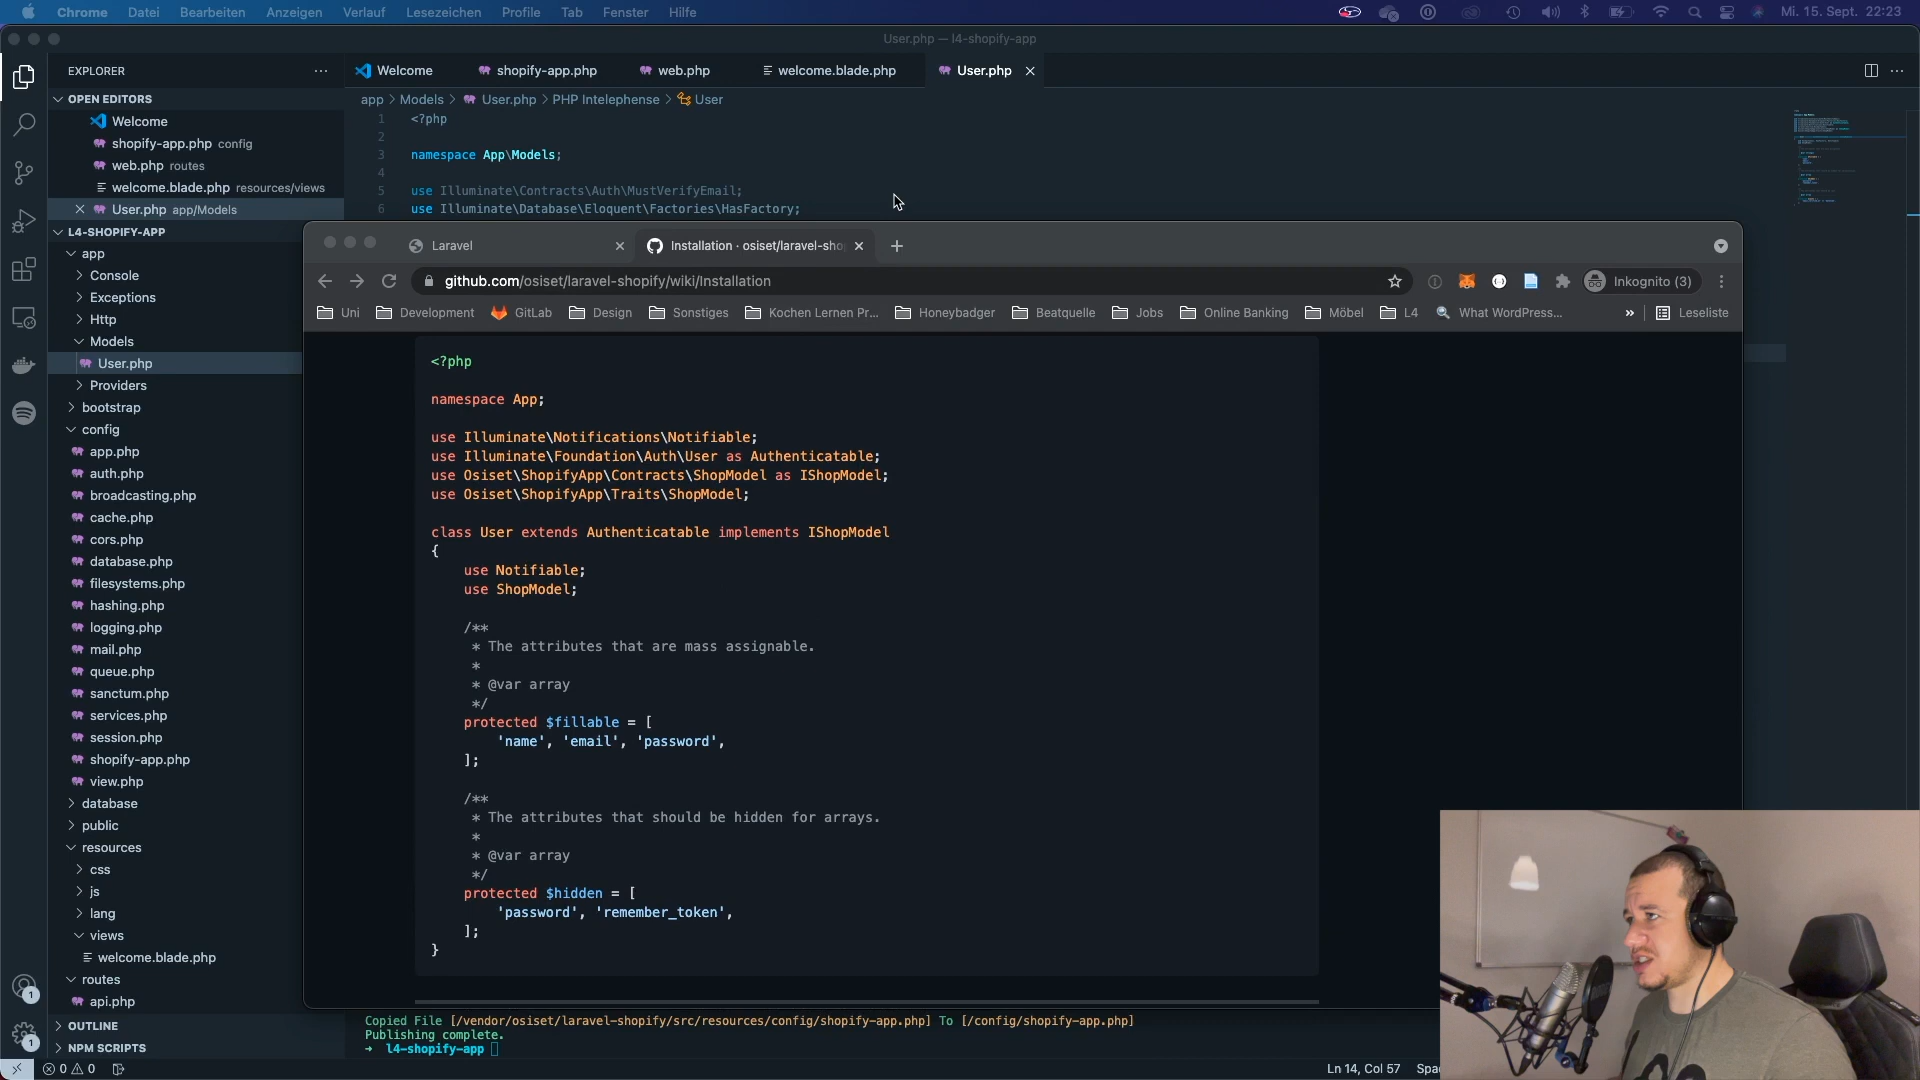 Chrome Datei Bearbeiten Anzeigen Verlauf Lesezeichen Profile Tab Fenster Hilfe Mi. 15. Sept. 22:23
User.php — l4-shopify-app
EXPLORER
Welcome shopify-app.php web.php welcome.blade.php User.php
OPEN EDITORS
app > Models > User.php > PHP Intelephense > User
Welcome
shopify-app.php config
web.php routes
welcome.blade.php resources/views
User.php app/Models
1 <?php
2
3 namespace App\Models;
4
5 use Illuminate\Contracts\Auth\MustVerifyEmail;
6 use Illuminate\Database\Eloquent\Factories\HasFactory;
L4-SHOPIFY-APP
app
Console
Exceptions
Http
Models
User.php
Providers
bootstrap
config
app.php
auth.php
broadcasting.php
cache.php
cors.php
database.php
filesystems.php
hashing.php
logging.php
mail.php
queue.php
sanctum.php
services.php
session.php
shopify-app.php
view.php
database
public
resources
css
js
lang
views
welcome.blade.php
routes
api.php
OUTLINE
NPM SCRIPTS
Laravel Installation · osiset/laravel-sho
github.com/osiset/laravel-shopify/wiki/Installation Inkognito (3)
Uni Development GitLab Design Sonstiges Kochen Lernen Pr... Honeybadger Beatquelle Jobs Online Banking Möbel L4 What WordPress... » Leseliste
<?php
namespace App;
use Illuminate\Notifications\Notifiable;
use Illuminate\Foundation\Auth\User as Authenticatable;
use Osiset\ShopifyApp\Contracts\ShopModel as IShopModel;
use Osiset\ShopifyApp\Traits\ShopModel;
class User extends Authenticatable implements IShopModel
{
use Notifiable;
use ShopModel;
/**
* The attributes that are mass assignable.
*
* @var array
*/
protected $fillable = [
'name', 'email', 'password',
];
/**
* The attributes that should be hidden for arrays.
*
* @var array
*/
protected $hidden = [
'password', 'remember_token',
];
}
Copied File [/vendor/osiset/laravel-shopify/src/resources/config/shopify-app.php] To [/config/shopify-app.php]
Publishing complete.
➜ l4-shopify-app
1
1
0 0 Ln 14, Col 57